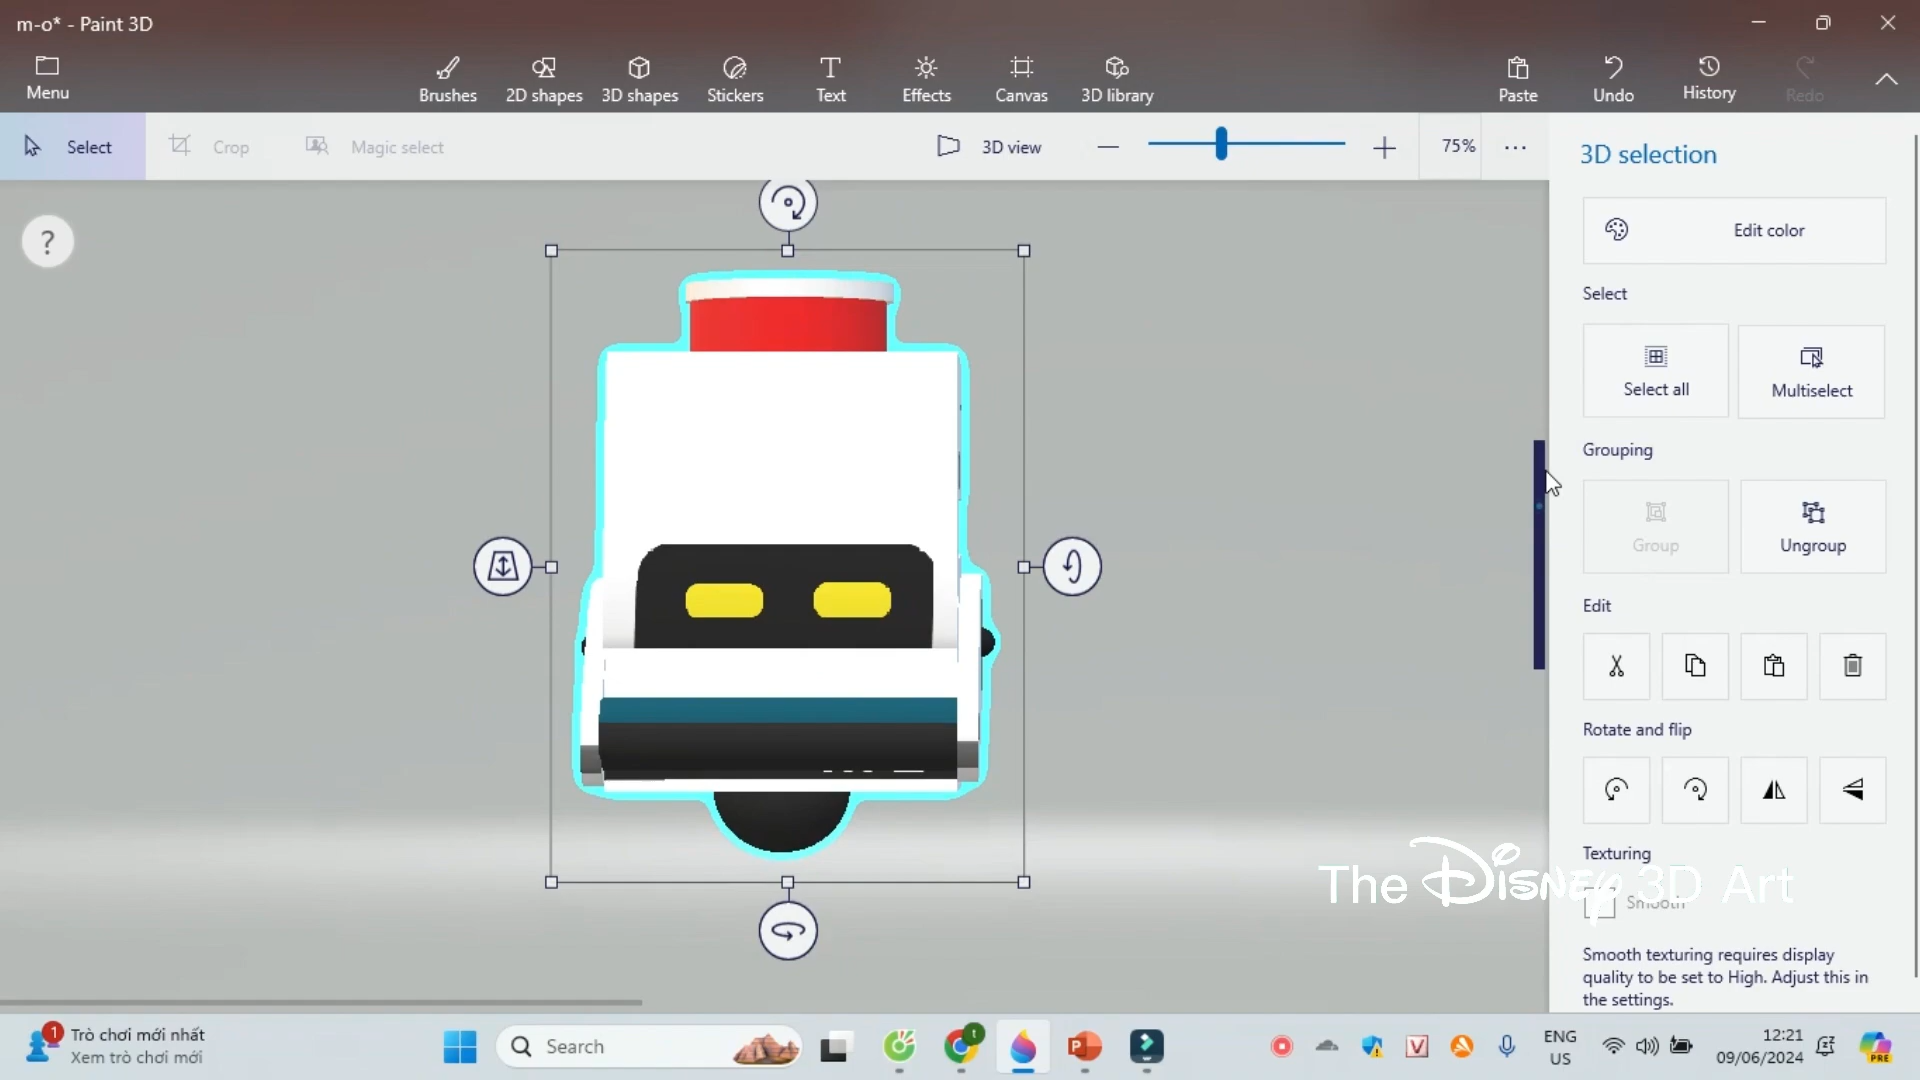 m-o* - Paint 3D
Menu
Brushes
2D shapes
3D shapes
Stickers
Text
Effects
Canvas
3D library
Paste
Undo
History
Redo
Select
Crop
Magic select
3D view
75%
3D selection
Edit color
Select
Select all
Multiselect
Grouping
Group
Ungroup
Edit
Rotate and flip
Texturing
Smooth
The Disney 3D Art
Smooth texturing requires display
quality to be set to High. Adjust this in
the settings.
?
1
Trò chơi mới nhất
Xem trò chơi mới
Search
t
P
V
ENG
US
12:21
09/06/2024
PRE